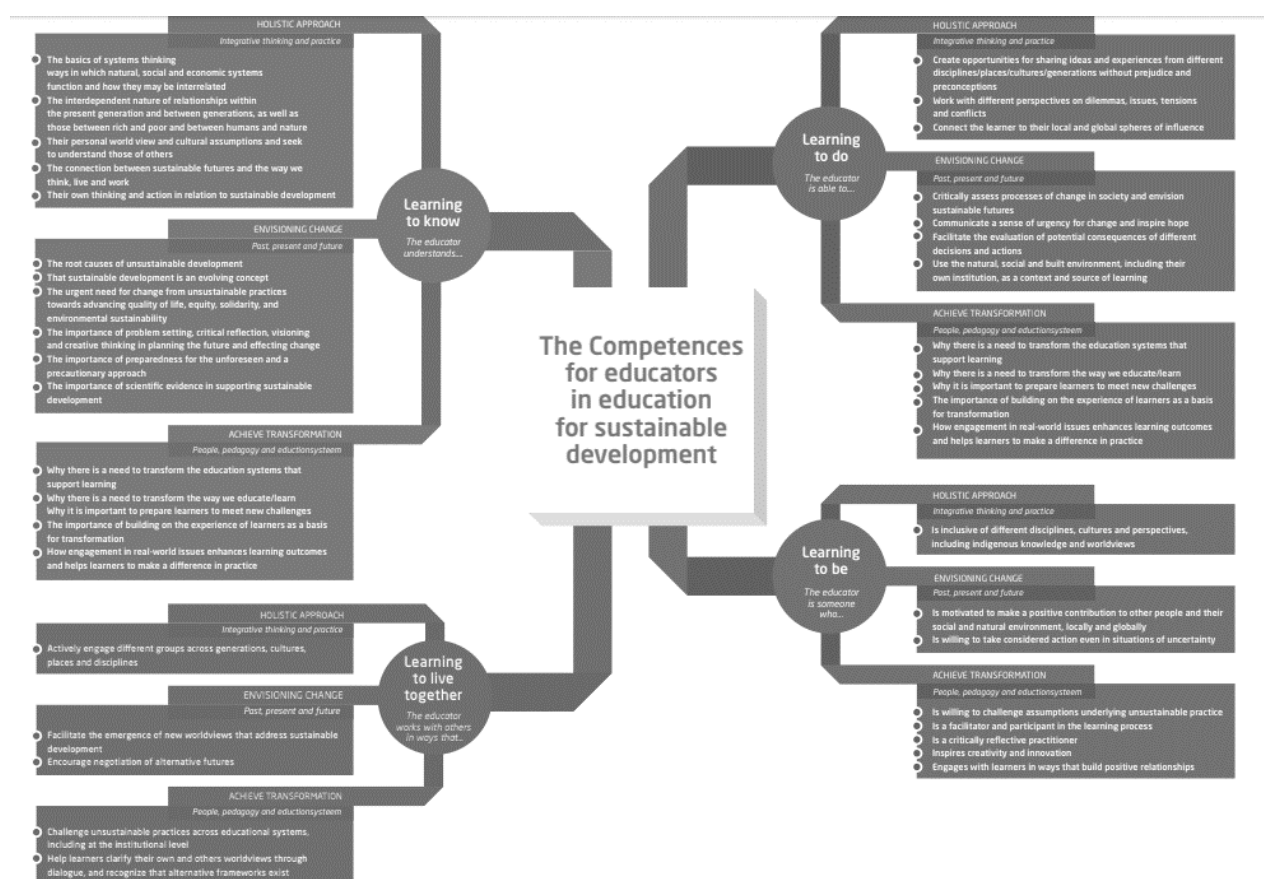 The Competences
for educators
in education
for sustainable
development
Learning
to know
The educator
understands....
HOLISTIC APPROACH
Integrative thinking and practice
The basics of systems thinking
ways in which natural, social and economic systems
function and how they may be interrelated
The interdependent nature of relationships within
the present generation and between generations, as well as
those between rich and poor and between humans and nature
Their personal world view and cultural assumptions and seek
to understand those of others
The connection between sustainable futures and the way we
think, live and work
Their own thinking and action in relation to sustainable development
ENVISIONING CHANGE
Past, present and future
The root causes of unsustainable development
That sustainable development is an evolving concept
The urgent need for change from unsustainable practices
towards advancing quality of life, equity, solidarity, and
environmental sustainability
The importance of problem setting, critical reflection, visioning
and creative thinking in planning the future and effecting change
The importance of preparedness for the unforeseen and a
precautionary approach
The importance of scientific evidence in supporting sustainable
development
ACHIEVE TRANSFORMATION
People, pedagogy and eductionsysteem
Why there is a need to transform the education systems that
support learning
Why there is a need to transform the way we educate/learn
Why it is important to prepare learners to meet new challenges
The importance of building on the experience of learners as a basis
for transformation
How engagement in real-world issues enhances learning outcomes
and helps learners to make a difference in practice
Learning
to live
together
The educator
works with others
in ways that...
HOLISTIC APPROACH
Integrative thinking and practice
Actively engage different groups across generations, cultures,
places and disciplines
ENVISIONING CHANGE
Past, present and future
Facilitate the emergence of new worldviews that address sustainable
development
Encourage negotiation of alternative futures
ACHIEVE TRANSFORMATION
People, pedagogy and eductionsysteem
Challenge unsustainable practices across educational systems,
including at the institutional level
Help learners clarify their own and others worldviews through
dialogue, and recognize that alternative frameworks exist
Learning
to do
The educator
is able to....
HOLISTIC APPROACH
Integrative thinking and practice
Create opportunities for sharing ideas and experiences from different
disciplines/places/cultures/generations without prejudice and
preconceptions
Work with different perspectives on dilemmas, issues, tensions
and conflicts
Connect the learner to their local and global spheres of influence
ENVISIONING CHANGE
Past, present and future
Critically assess processes of change in society and envision
sustainable futures
Communicate a sense of urgency for change and inspire hope
Facilitate the evaluation of potential consequences of different
decisions and actions
Use the natural, social and built environment, including their
own institution, as a context and source of learning
ACHIEVE TRANSFORMATION
People, pedagogy and eductionsysteem
Why there is a need to transform the education systems that
support learning
Why there is a need to transform the way we educate/learn
Why it is important to prepare learners to meet new challenges
The importance of building on the experience of learners as a basis
for transformation
How engagement in real-world issues enhances learning outcomes
and helps learners to make a difference in practice
Learning
to be
The educator
is someone
who...
HOLISTIC APPROACH
Integrative thinking and practice
Is inclusive of different disciplines, cultures and perspectives,
including indigenous knowledge and worldviews
ENVISIONING CHANGE
Past, present and future
Is motivated to make a positive contribution to other people and their
social and natural environment, locally and globally
Is willing to take considered action even in situations of uncertainty
ACHIEVE TRANSFORMATION
People, pedagogy and eductionsysteem
Is willing to challenge assumptions underlying unsustainable practice
Is a facilitator and participant in the learning process
Is a critically reflective practitioner
Inspires creativity and innovation
Engages with learners in ways that build positive relationships